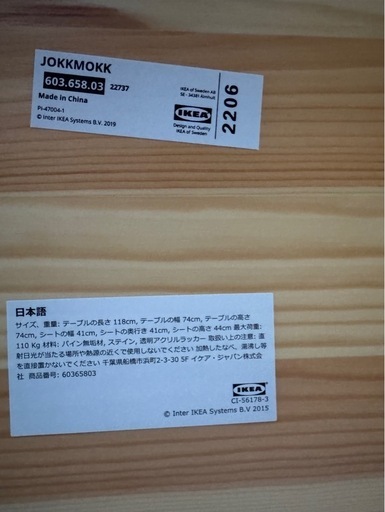 JOKKMOKK
603.658.03 22737
Made in China
PI-47004-1
© Inter IKEA Systems B.V. 2019
IKEA of Sweden AB
SE - 34381 Älmhult
IKEA
Design and Quality
IKEA of Sweden
2206
日本語
サイズ、重量: テーブルの長さ 118cm, テーブルの幅 74cm, テーブルの高さ
74cm, シートの幅 41cm, シートの奥行き 41cm, シートの高さ 44cm 最大荷重:
110 Kg 材料: パイン無垢材, ステイン, 透明アクリルラッカー 取扱い上の注意: 直
射日光が当たる場所や熱源の近くで使用しないでください 加熱したなべ、湯沸し等
を直接置かないでください 千葉県船橋市浜町2-3-30 5F イケア・ジャパン株式会
社 商品番号: 60365803
IKEA
CI-56178-3
© Inter IKEA Systems B.V 2015